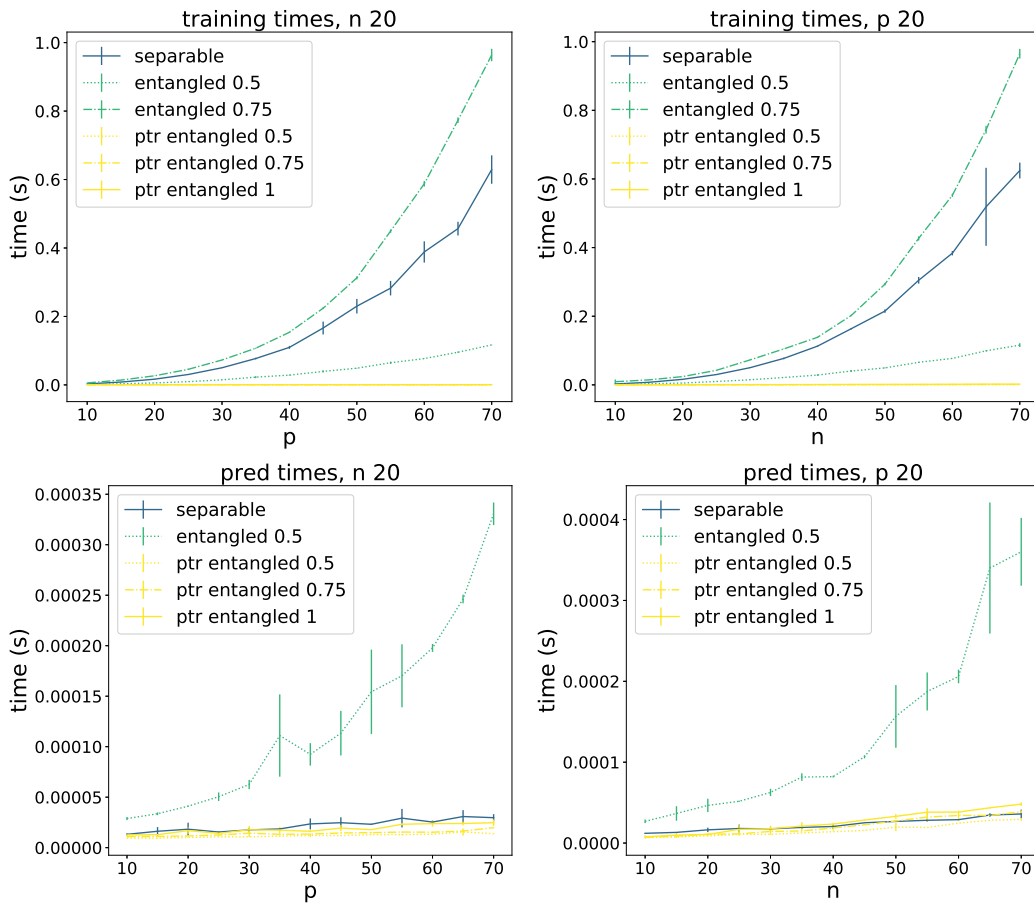 training times, n 20
1.0
0.8
0.6
0.4
0.2
0.0
time (s)
separable
entangled 0.5
entangled 0.75
ptr entangled 0.5
ptr entangled 0.75
ptr entangled 1
10 20 30 40 50 60 70
p
training times, p 20
1.0
0.8
0.6
0.4
0.2
0.0
time (s)
separable
entangled 0.5
entangled 0.75
ptr entangled 0.5
ptr entangled 0.75
ptr entangled 1
10 20 30 40 50 60 70
n
pred times, n 20
0.00035
0.00030
0.00025
0.00020
0.00015
0.00010
0.00005
0.00000
time (s)
separable
entangled 0.5
ptr entangled 0.5
ptr entangled 0.75
ptr entangled 1
10 20 30 40 50 60 70
p
pred times, p 20
0.0004
0.0003
0.0002
0.0001
0.0000
time (s)
separable
entangled 0.5
ptr entangled 0.5
ptr entangled 0.75
ptr entangled 1
10 20 30 40 50 60 70
n